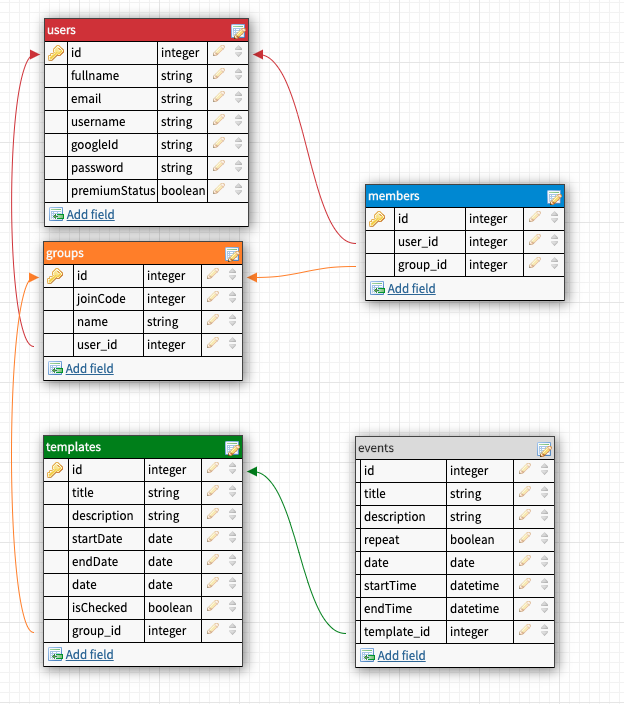 users
id integer
fullname string
email string
username string
googleId string
password string
premiumStatus boolean
Add field
members
id integer
user_id integer
group_id integer
Add field
groups
id integer
joinCode integer
name string
user_id integer
Add field
templates
id integer
title string
description string
startDate date
endDate date
date date
isChecked boolean
group_id integer
Add field
events
id integer
title string
description string
repeat boolean
date date
startTime datetime
endTime datetime
template_id integer
Add field